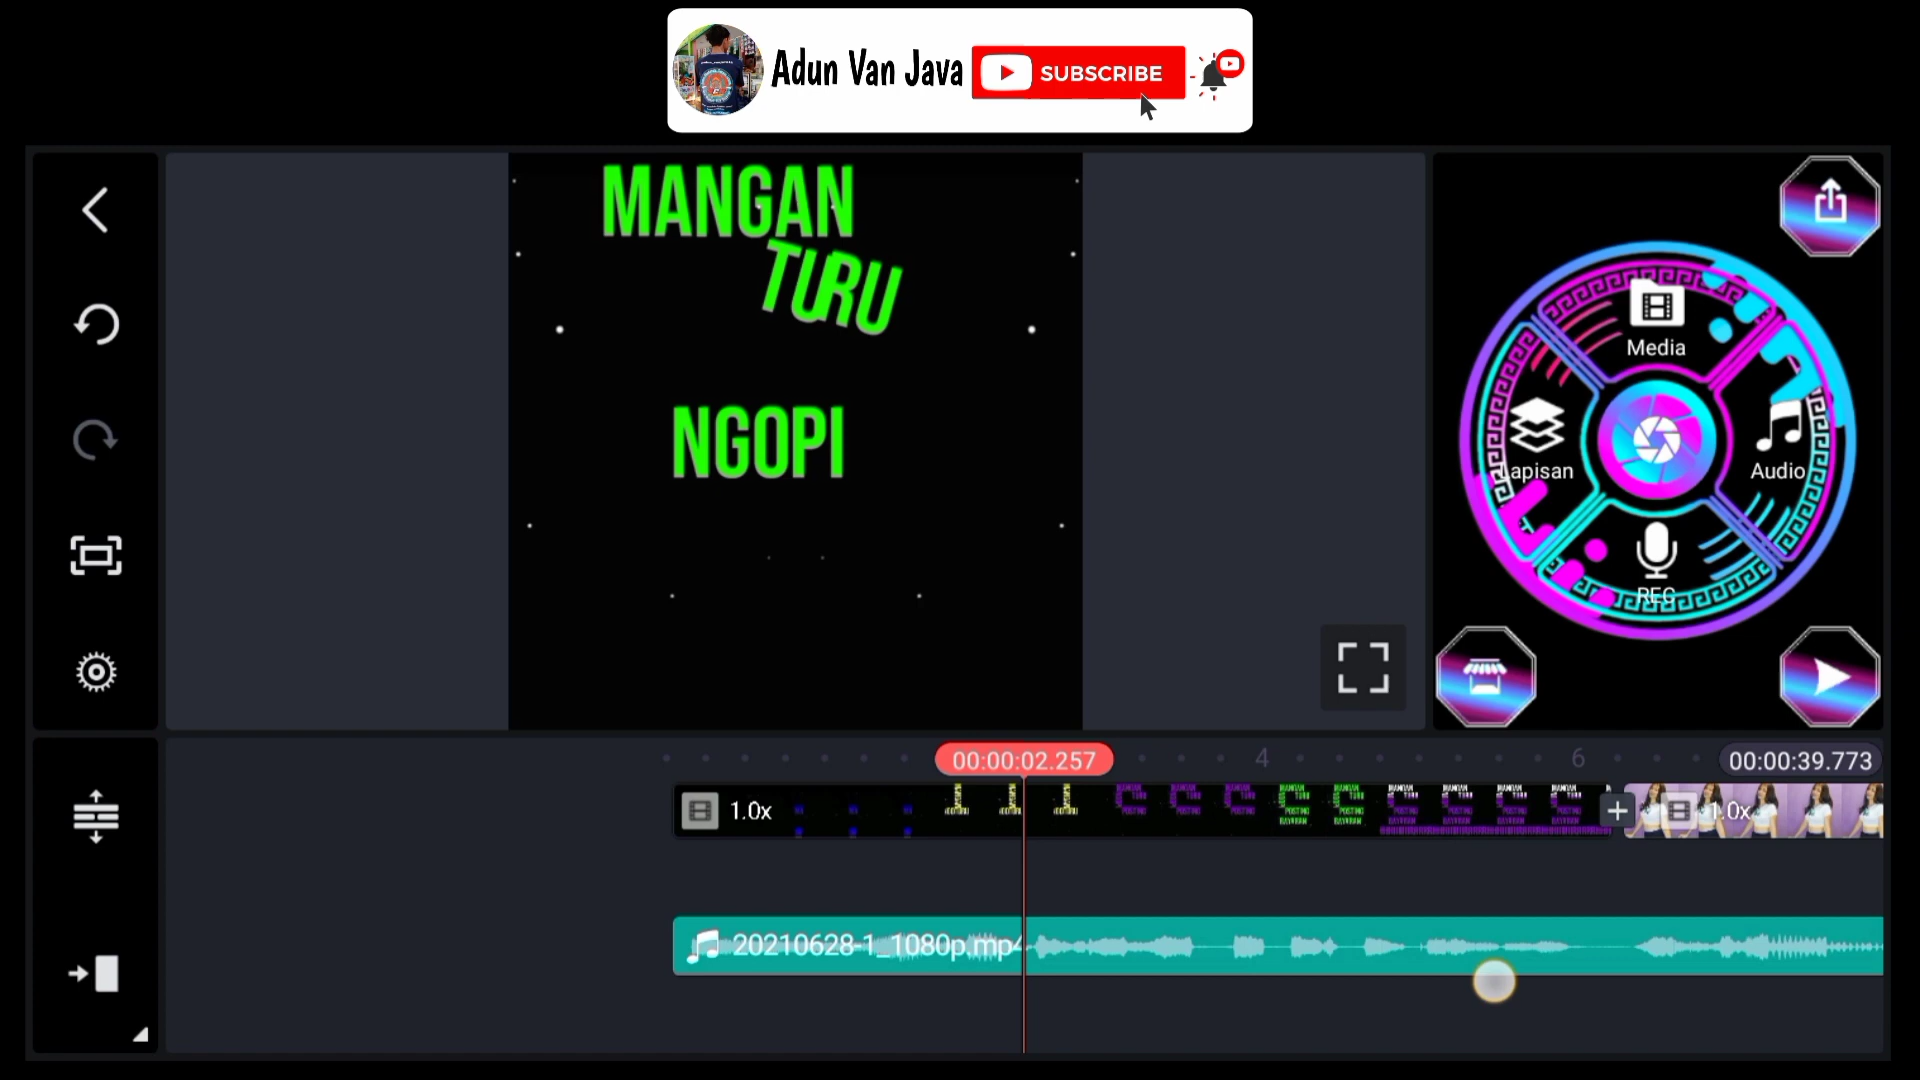 Adun Van Java
SUBSCRIBE
MANGAN
TURU
NGOPI
Media
Lapisan
Audio
REC
00:00:02.257
4
6
00:00:39.773
1.0x
1.0x
20210628-1_1080p.mp4